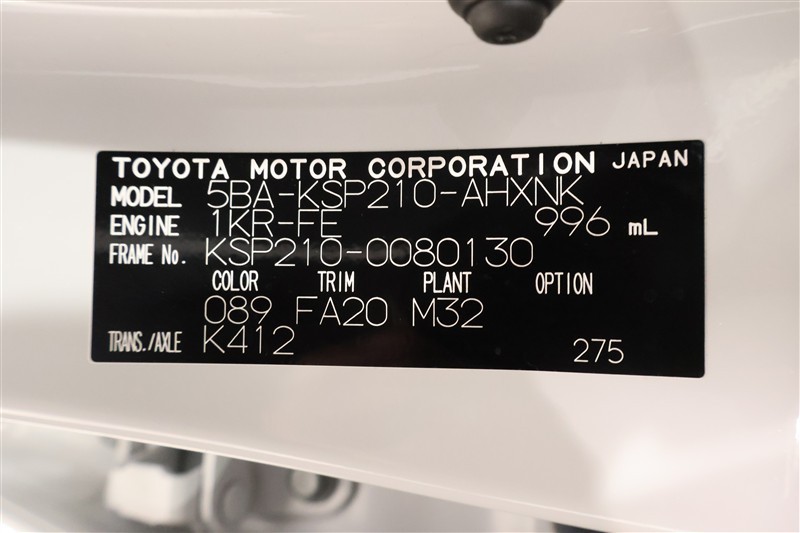 TOYOTA MOTOR CORPORATION JAPAN
MODEL 5BA-KSP210-AHXNK
ENGINE 1KR-FE 996 mL
FRAME No. KSP210-0080130
COLOR TRIM PLANT OPTION
089 FA20 M32
TRANS./AXLE K412 275